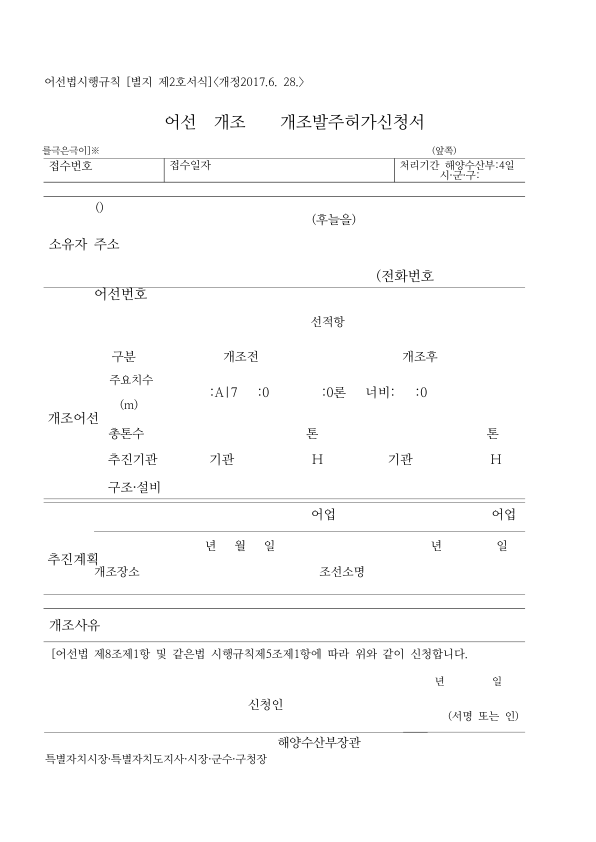 어선법시행규칙 [별지 제2호서식]<개정2017.6. 28.>
어선 개조 개조발주허가신청서
를극은극이]※ (앞쪽)
접수번호 접수일자 처리기간 해양수산부:4일
시·군·구:
()
(후늘을)
소유자 주소
(전화번호
어선번호
선적항
구분 개조전 개조후
주요치수
:A|7 :0 :0론 너비: :0
(m)
개조어선
총톤수 톤 톤
추진기관 기관 H 기관 H
구조·설비
어업 어업
년 월 일 년 일
추진계획
개조장소 조선소명
개조사유
[어선법 제8조제1항 및 같은법 시행규칙제5조제1항에 따라 위와 같이 신청합니다.
년 일
신청인
(서명 또는 인)
해양수산부장관
특별자치시장·특별자치도지사·시장·군수·구청장